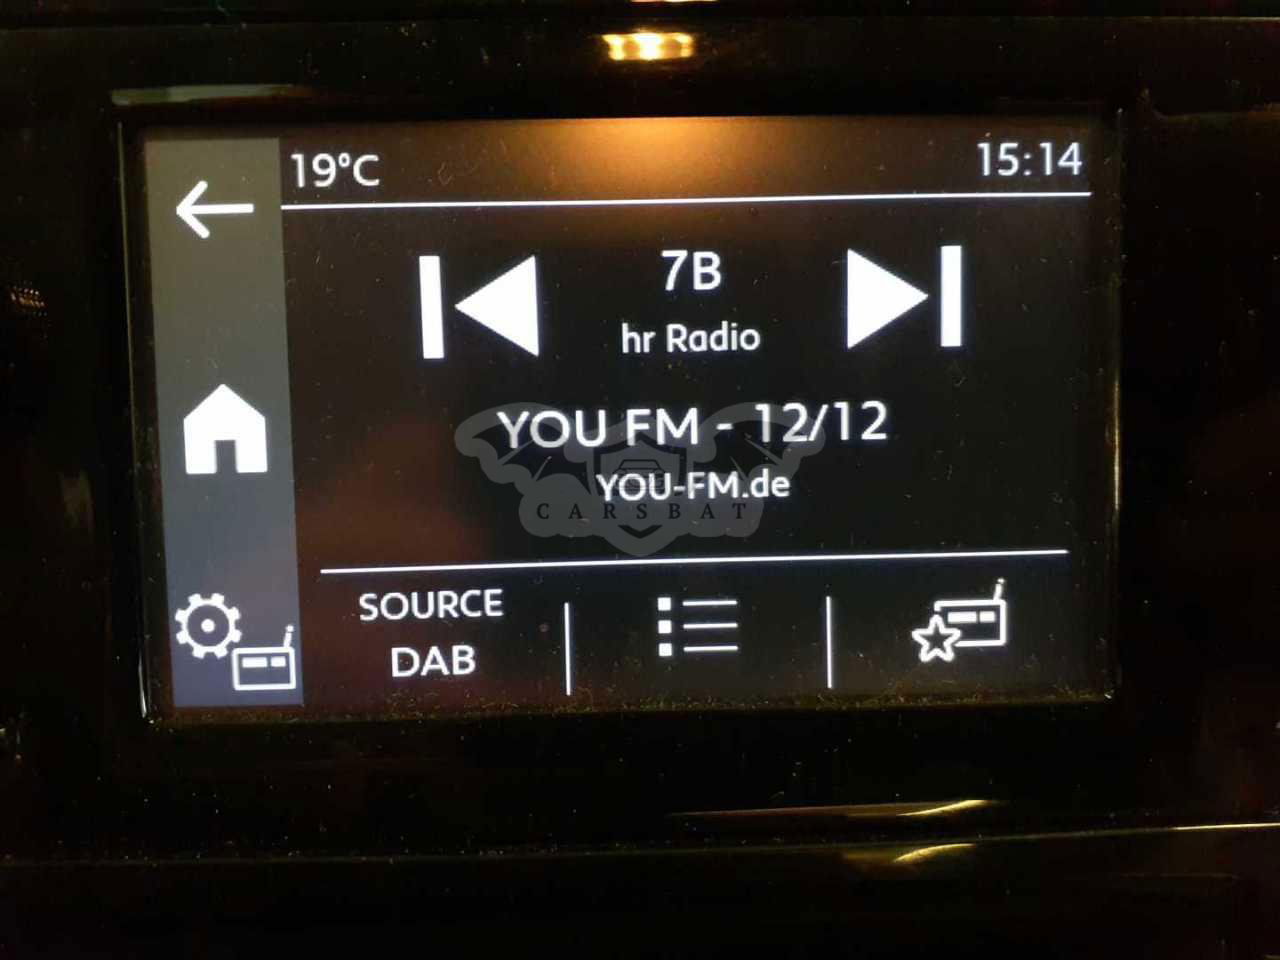 19°C
15:14
7B
hr Radio
YOU FM - 12/12
YOU-FM.de
CARSBAT
SOURCE
DAB